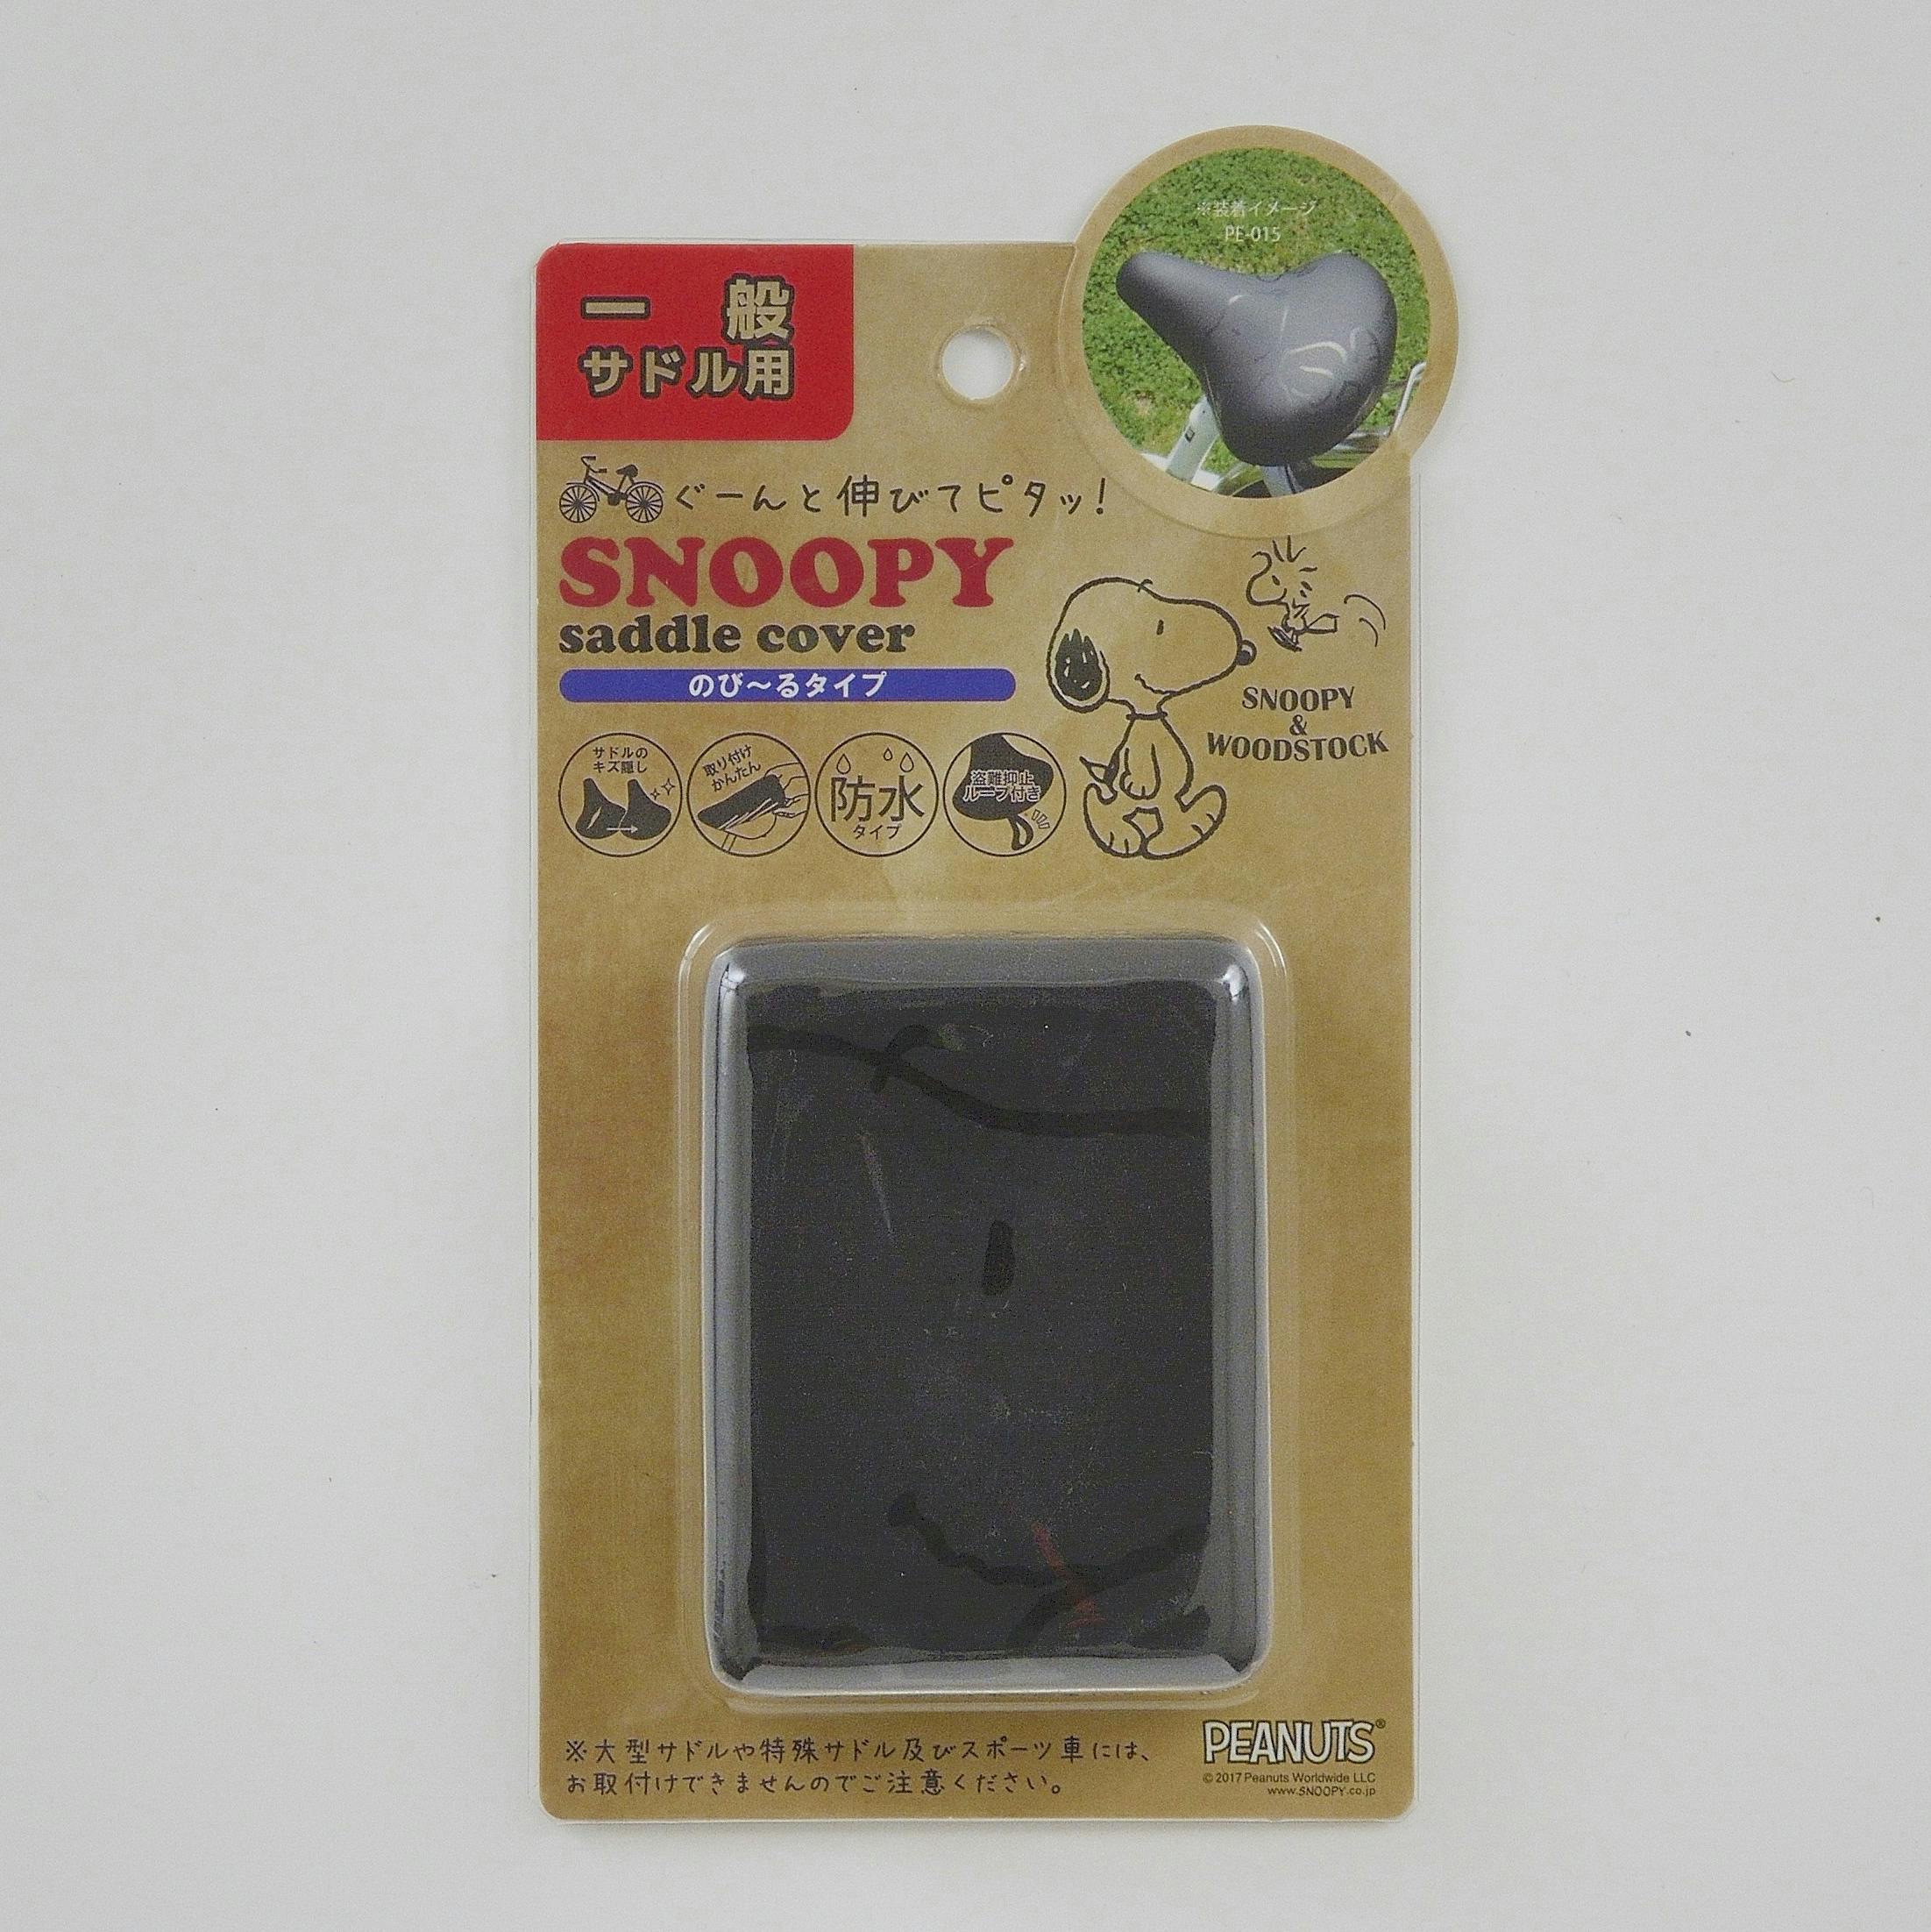 ※装着イメージ
PE-015
一 般
サドル用
ぐーんと伸びてピタッ!
SNOOPY
saddle cover
のび〜るタイプ
SNOOPY
&
WOODSTOCK
サドルの
キズ隠し
取り付け
かんたん
防水
タイプ
盗難抑止
ループ付き
※大型サドルや特殊サドル及びスポーツ車には、
お取付けできませんのでご注意ください。
PEANUTS®
© 2017 Peanuts Worldwide LLC
www.SNOOPY.co.jp